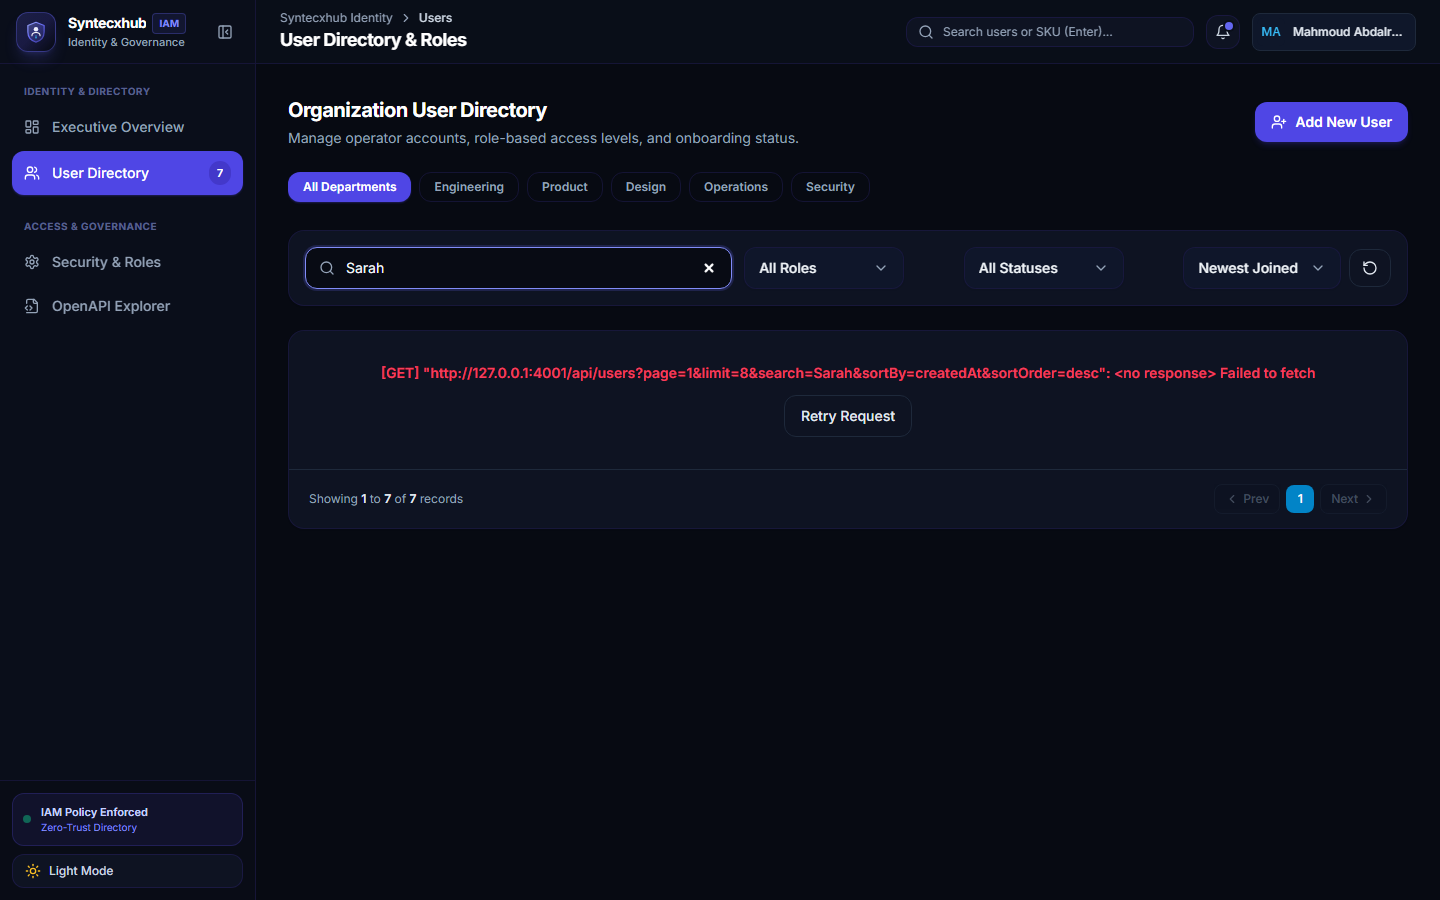 Syntecxhub IAM
Identity & Governance
Syntecxhub Identity > Users
User Directory & Roles
Search users or SKU (Enter)...
MA Mahmoud Abdalr...
IDENTITY & DIRECTORY
Executive Overview
User Directory 7
ACCESS & GOVERNANCE
Security & Roles
OpenAPI Explorer
IAM Policy Enforced
Zero-Trust Directory
Light Mode
Organization User Directory
Manage operator accounts, role-based access levels, and onboarding status.
Add New User
All Departments Engineering Product Design Operations Security
Sarah All Roles All Statuses Newest Joined
[GET] "http://127.0.0.1:4001/api/users?page=1&limit=8&search=Sarah&sortBy=createdAt&sortOrder=desc": <no response> Failed to fetch
Retry Request
Showing 1 to 7 of 7 records
Prev 1 Next